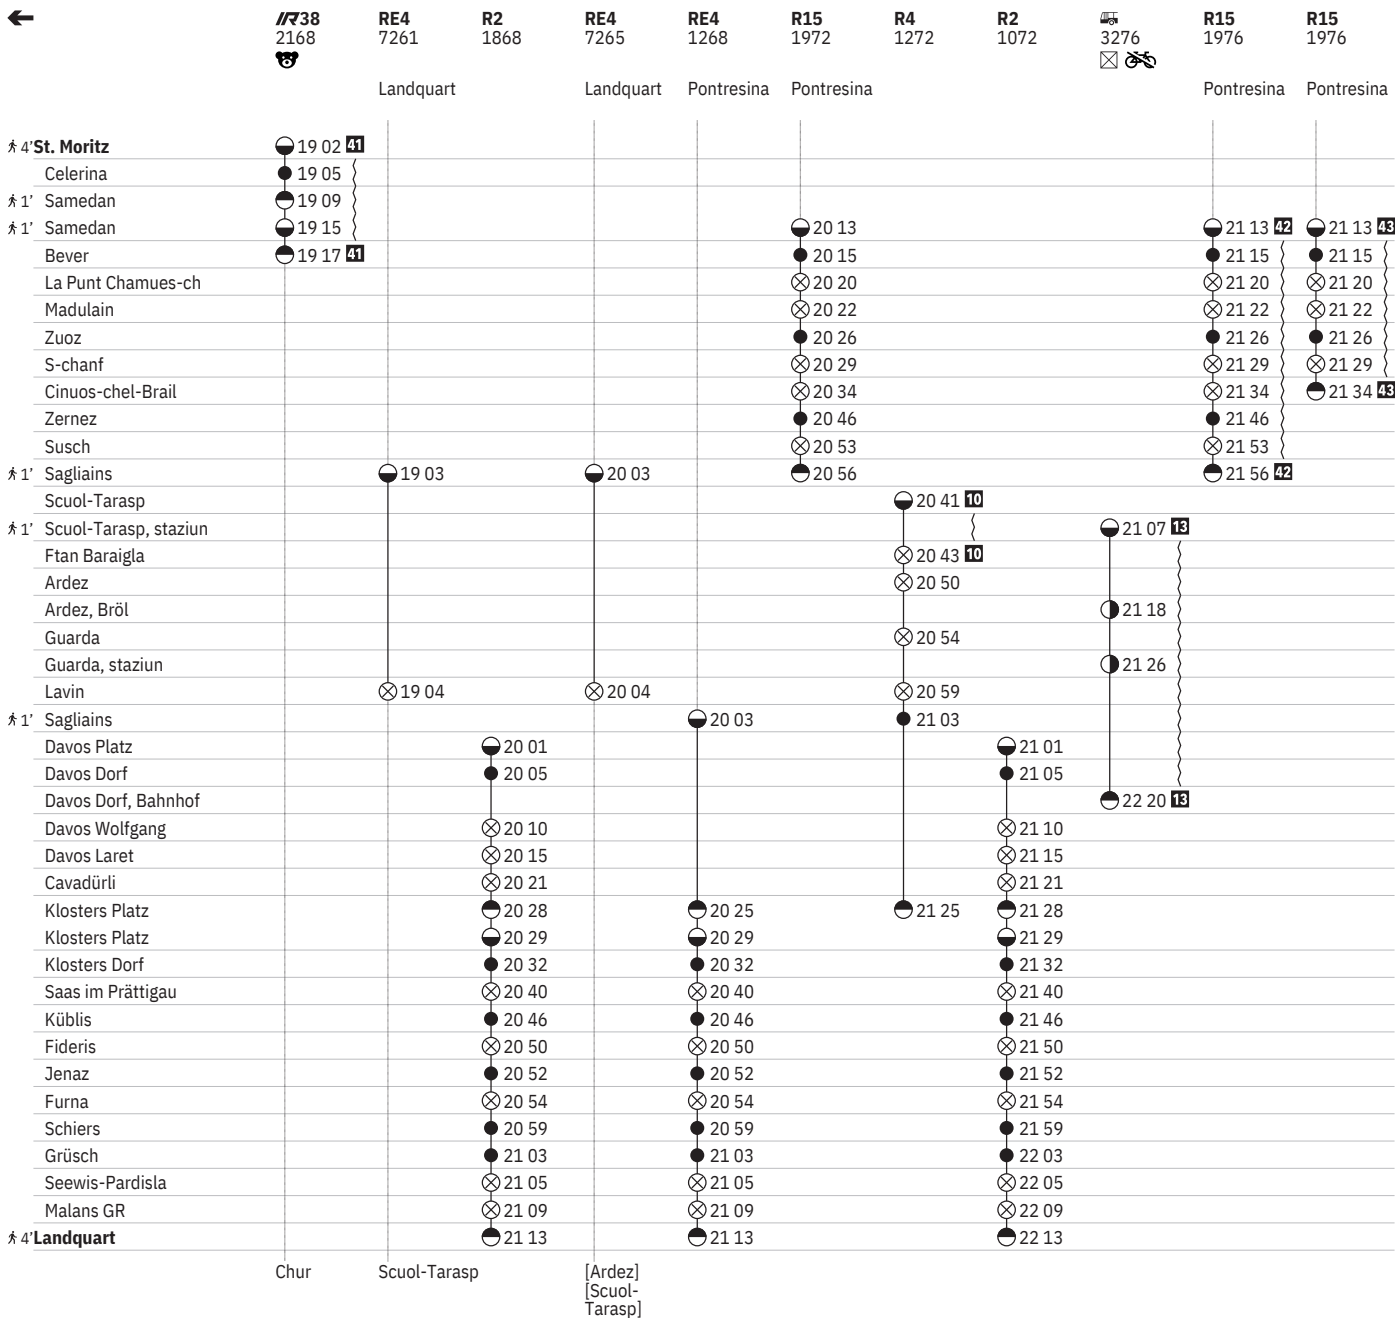 IR38 RE4 R2 RE4 RE4 R15 R4 R2 R15 R15
2168 7261 1868 7265 1268 1972 1272 1072 3276 1976 1976
Landquart Landquart Pontresina Pontresina Pontresina Pontresina
4' St. Moritz 19 02 41
Celerina 19 05
1' Samedan 19 09
1' Samedan 19 15 20 13 21 13 42 21 13 43
Bever 19 17 41 20 15 21 15 21 15
La Punt Chamues-ch 20 20 21 20 21 20
Madulain 20 22 21 22 21 22
Zuoz 20 26 21 26 21 26
S-chanf 20 29 21 29 21 29
Cinuos-chel-Brail 20 34 21 34 21 34 43
Zernez 20 46 21 46
Susch 20 53 21 53
1' Sagliains 19 03 20 03 20 56 21 56 42
Scuol-Tarasp 20 41 10
1' Scuol-Tarasp, staziun 21 07 13
Ftan Baraigla 20 43 10
Ardez 20 50
Ardez, Bröl 21 18
Guarda 20 54
Guarda, staziun 21 26
Lavin 19 04 20 04 20 59
1' Sagliains 20 03 21 03
Davos Platz 20 01 21 01
Davos Dorf 20 05 21 05
Davos Dorf, Bahnhof 22 20 13
Davos Wolfgang 20 10 21 10
Davos Laret 20 15 21 15
Cavadürli 20 21 21 21
Klosters Platz 20 28 20 25 21 25 21 28
Klosters Platz 20 29 20 29 21 29
Klosters Dorf 20 32 20 32 21 32
Saas im Prättigau 20 40 20 40 21 40
Küblis 20 46 20 46 21 46
Fideris 20 50 20 50 21 50
Jenaz 20 52 20 52 21 52
Furna 20 54 20 54 21 54
Schiers 20 59 20 59 21 59
Grüsch 21 03 21 03 22 03
Seewis-Pardisla 21 05 21 05 22 05
Malans GR 21 09 21 09 22 09
4' Landquart 21 13 21 13 22 13
Chur Scuol-Tarasp [Ardez]
[Scuol-
Tarasp]